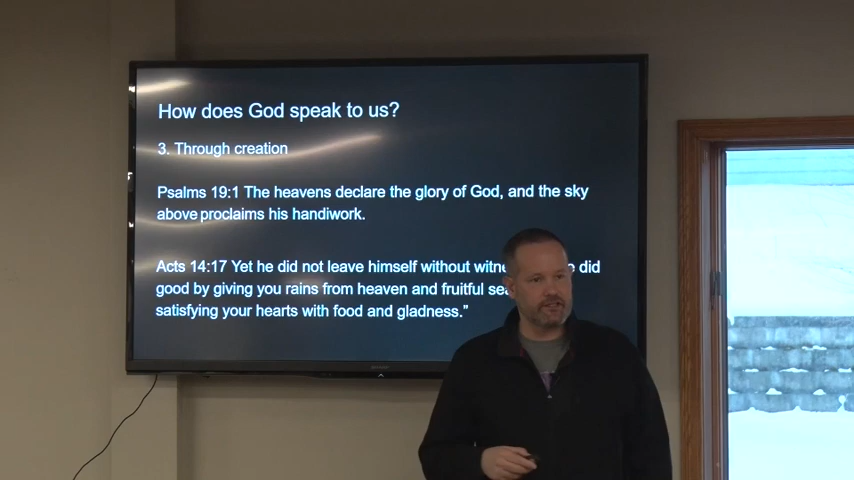 How does God speak to us?
3. Through creation
Psalms 19:1 The heavens declare the glory of God, and the sky
above proclaims his handiwork.
Acts 14:17 Yet he did not leave himself without did
good by giving you rains from heaven and fruitful
satisfying your hearts with food and gladness.”